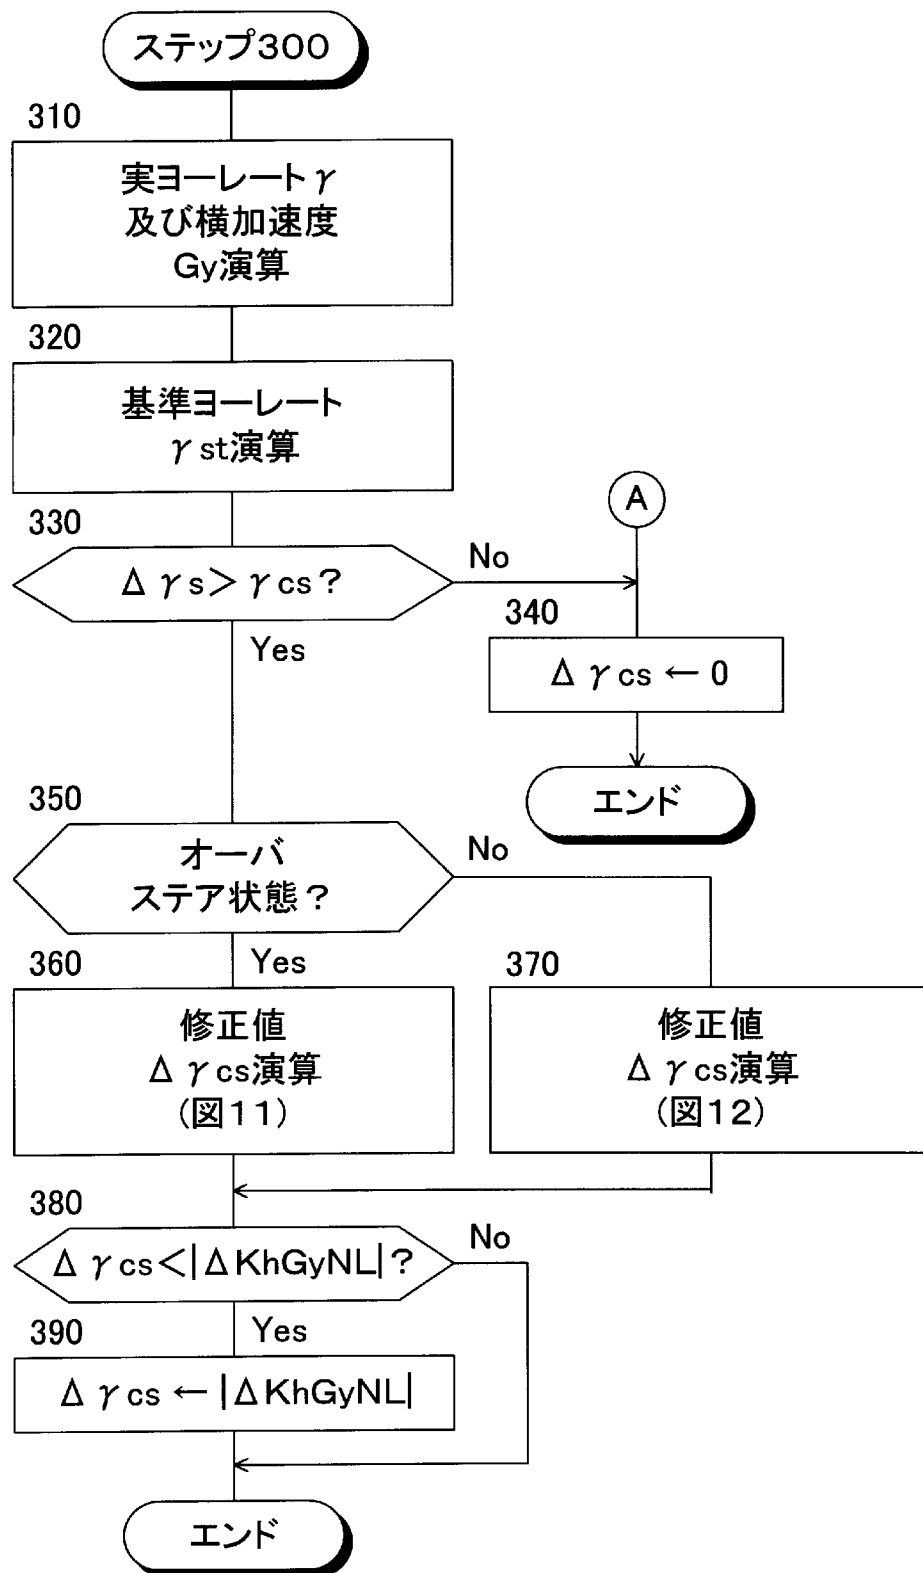 ステップ300
310
実ヨーレートγ
及び横加速度
Gy演算
320
基準ヨーレート
γst演算
330
Δγs>γcs?
No
Yes
A
340
Δγcs←0
エンド
350
オーバ
ステア状態?
No
Yes
360
修正値
Δγcs演算
(図11)
370
修正値
Δγcs演算
(図12)
380
Δγcs<|ΔKhGyNL|?
No
Yes
390
Δγcs←|ΔKhGyNL|
エンド